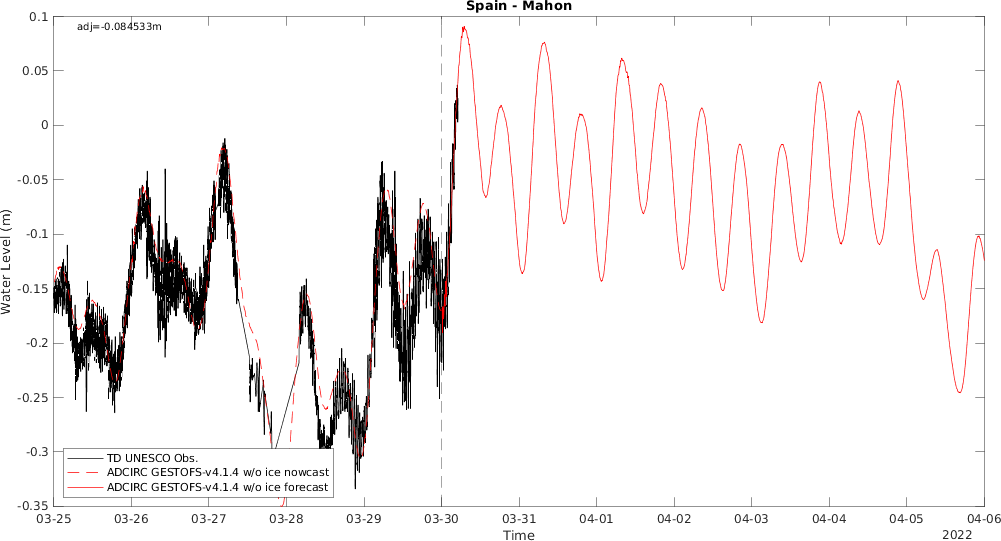 Spain - Mahon
adj=-0.084533m
0.1
0.05
0
-0.05
-0.1
-0.15
-0.2
-0.25
-0.3
-0.35
Water Level (m)
TD UNESCO Obs.
ADCIRC GESTOFS-v4.1.4 w/o ice nowcast
ADCIRC GESTOFS-v4.1.4 w/o ice forecast
03-25 03-26 03-27 03-28 03-29 03-30 03-31 04-01 04-02 04-03 04-04 04-05 04-06
Time
2022